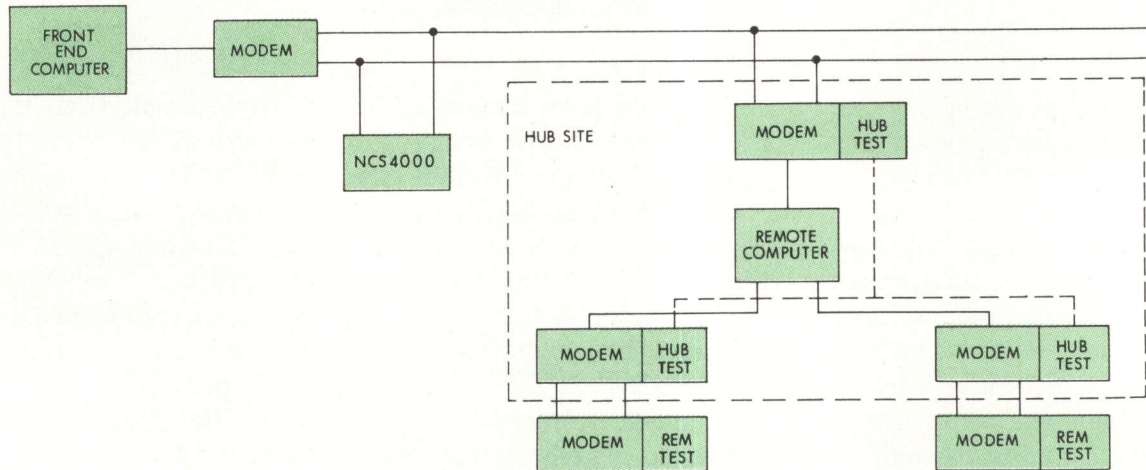 FRONT
END
COMPUTER
MODEM
NCS4000
HUB SITE
MODEM
HUB
TEST
REMOTE
COMPUTER
MODEM
HUB
TEST
MODEM
HUB
TEST
MODEM
REM
TEST
MODEM
REM
TEST